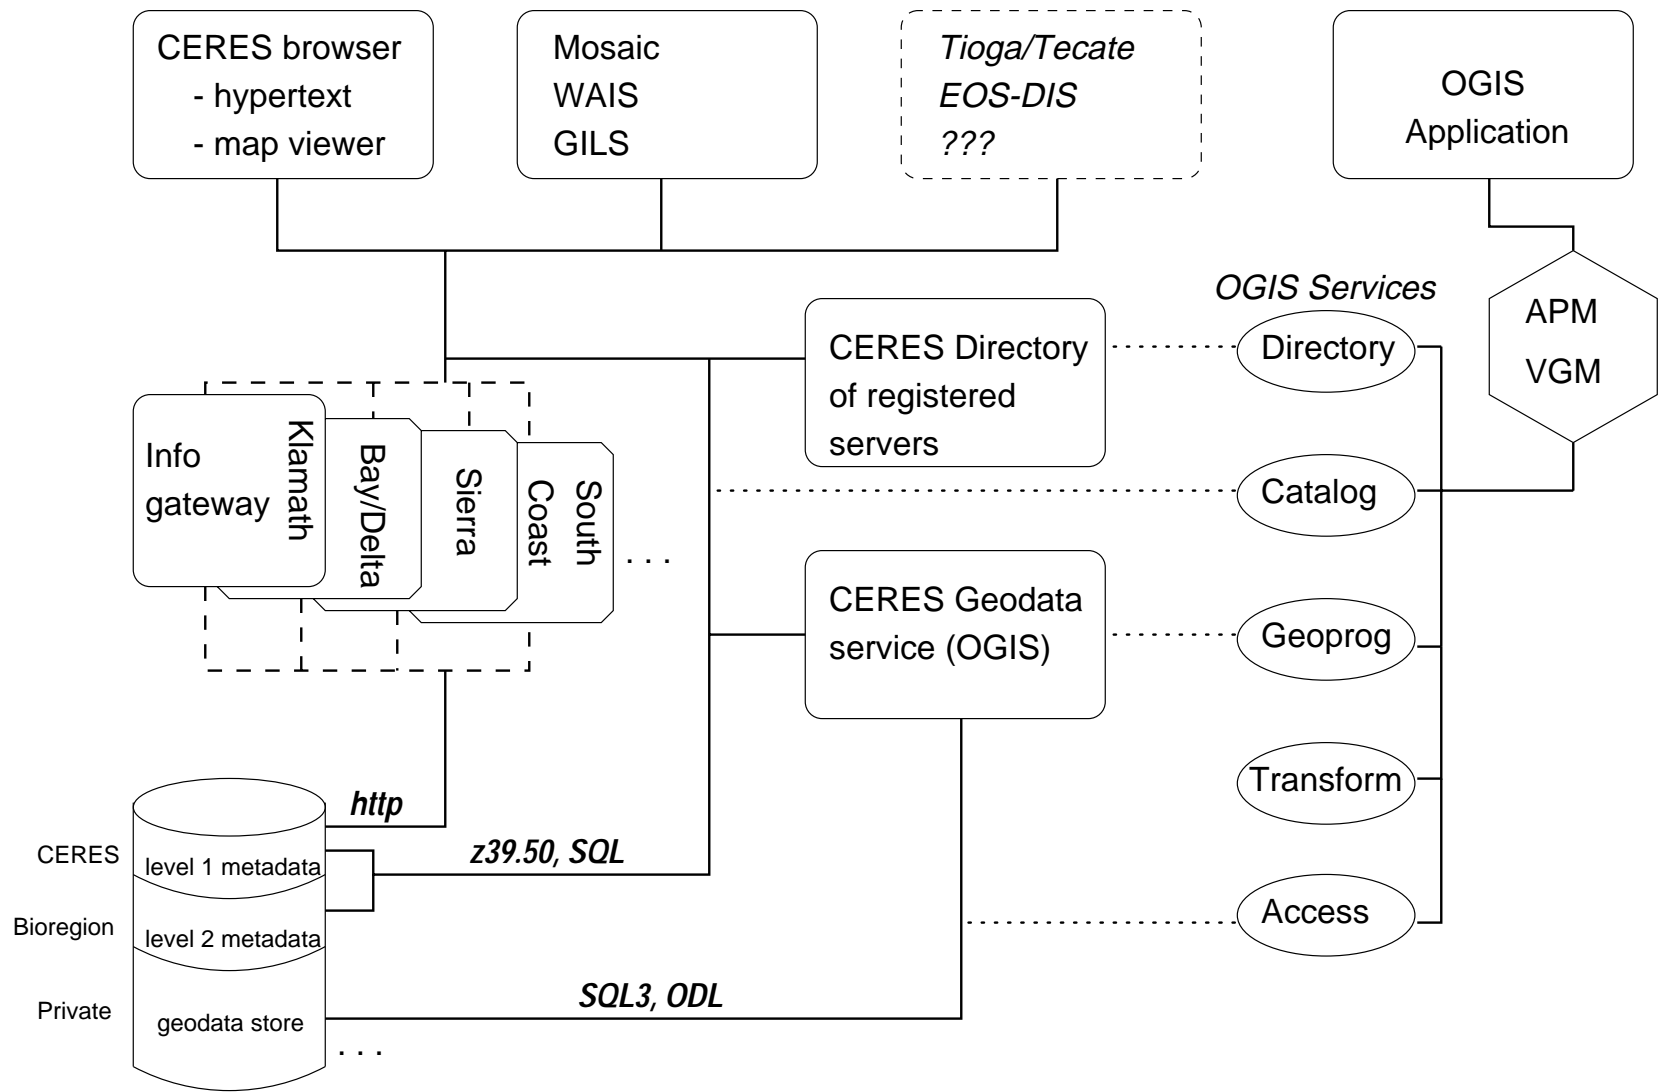 CERES browser
- hypertext
- map viewer
Mosaic
WAIS
GILS
Tioga/Tecate
EOS-DIS
???
OGIS
Application
OGIS Services
APM
VGM
CERES Directory
of registered
servers
Directory
Info
gateway
Klamath
Bay/Delta
Sierra
South
Coast
. . .
Catalog
CERES Geodata
service (OGIS)
Geoprog
Transform
http
z39.50, SQL
CERES
level 1 metadata
Bioregion
level 2 metadata
Access
SQL3, ODL
Private
geodata store
. . .